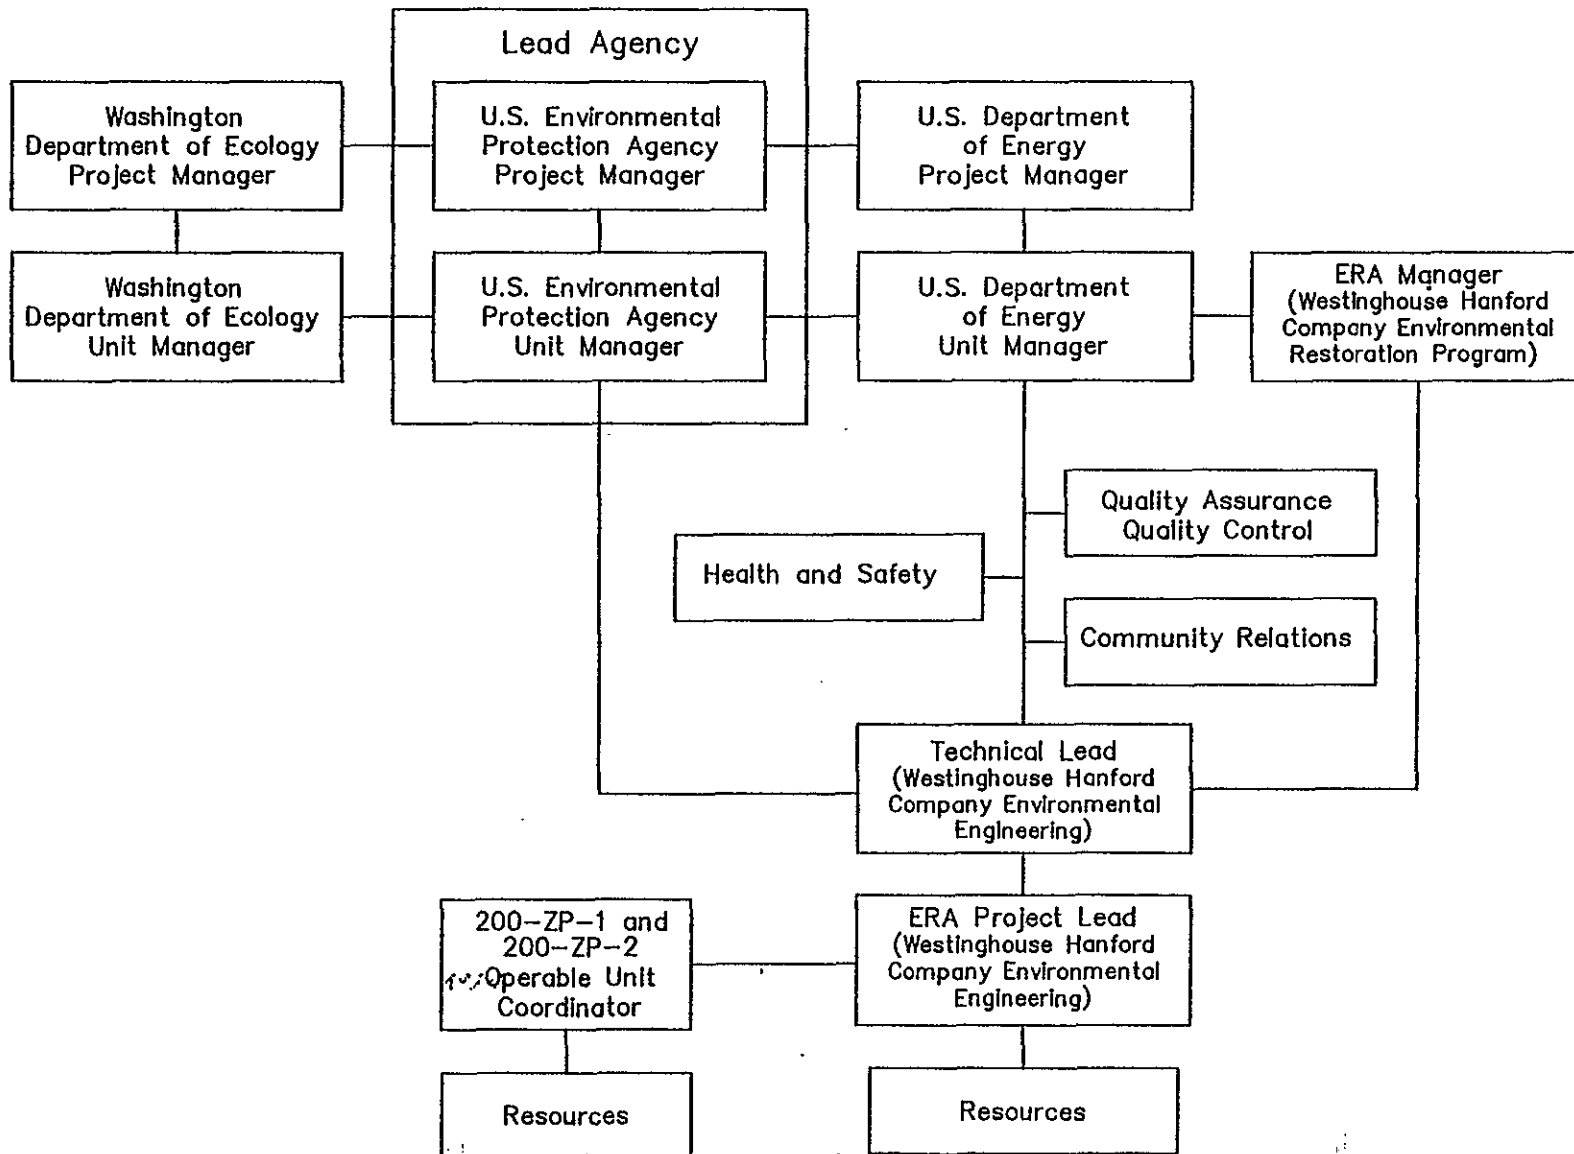 Lead Agency
Washington
Department of Ecology
Project Manager
U.S. Environmental
Protection Agency
Project Manager
U.S. Department
of Energy
Project Manager
Washington
Department of Ecology
Unit Manager
U.S. Environmental
Protection Agency
Unit Manager
U.S. Department
of Energy
Unit Manager
ERA Manager
(Westinghouse Hanford
Company Environmental
Restoration Program)
Quality Assurance
Quality Control
Health and Safety
Community Relations
Technical Lead
(Westinghouse Hanford
Company Environmental
Engineering)
200-ZP-1 and
200-ZP-2
Operable Unit
Coordinator
ERA Project Lead
(Westinghouse Hanford
Company Environmental
Engineering)
Resources
Resources